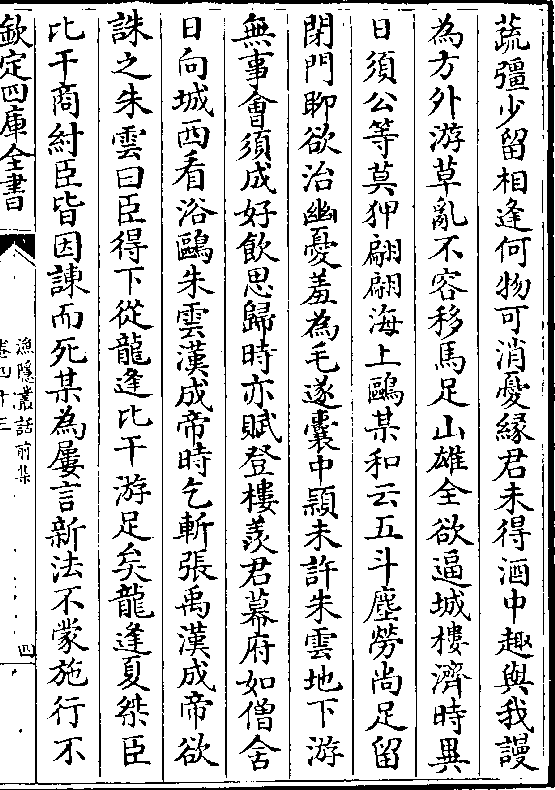 蔬彊少留相逢何物可消憂緣君未得酒中趣與我謾
為方外游草亂不容移馬足山雄全欲逼城樓濟時異
日須公等莫狎翩翩海上鷗某和云五斗塵勞尚足留
閉門聊欲治幽憂羞為毛遂囊中穎未許朱雲地下游
無事會須成好飲思歸時亦賦登樓羨君幕府如僧舍
日向城西看浴鷗朱雲漢成帝時乞斬張禹漢成帝欲
誅之朱雲曰臣得下從龍逢比干游足矣龍逢夏桀臣
比干商紂臣皆因諫而死某為屢言新法不蒙施行不
欽定四庫全書
漁隱叢話前集
卷四十三
四